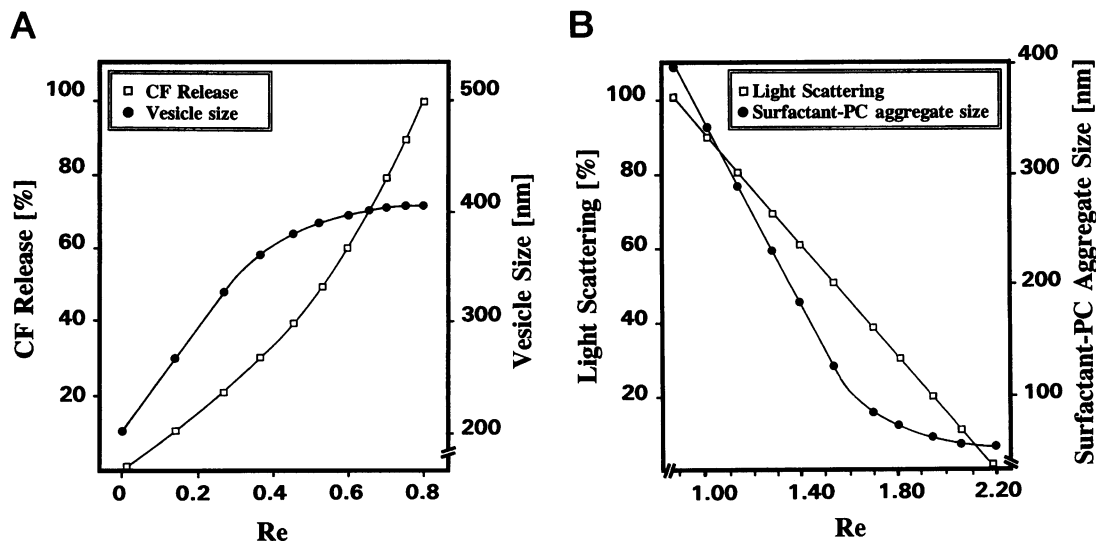 A
CF Release
Vesicle size
CF Release [%]
100
80
60
40
20
500
400
300
200
Vesicle Size [nm]
0
0.2
0.4
0.6
0.8
Re
B
Light Scattering
Surfactant-PC aggregate size
Light Scattering [%]
100
80
60
40
20
400
300
200
100
Surfactant-PC Aggregate Size [nm]
1.00
1.40
1.80
2.20
Re